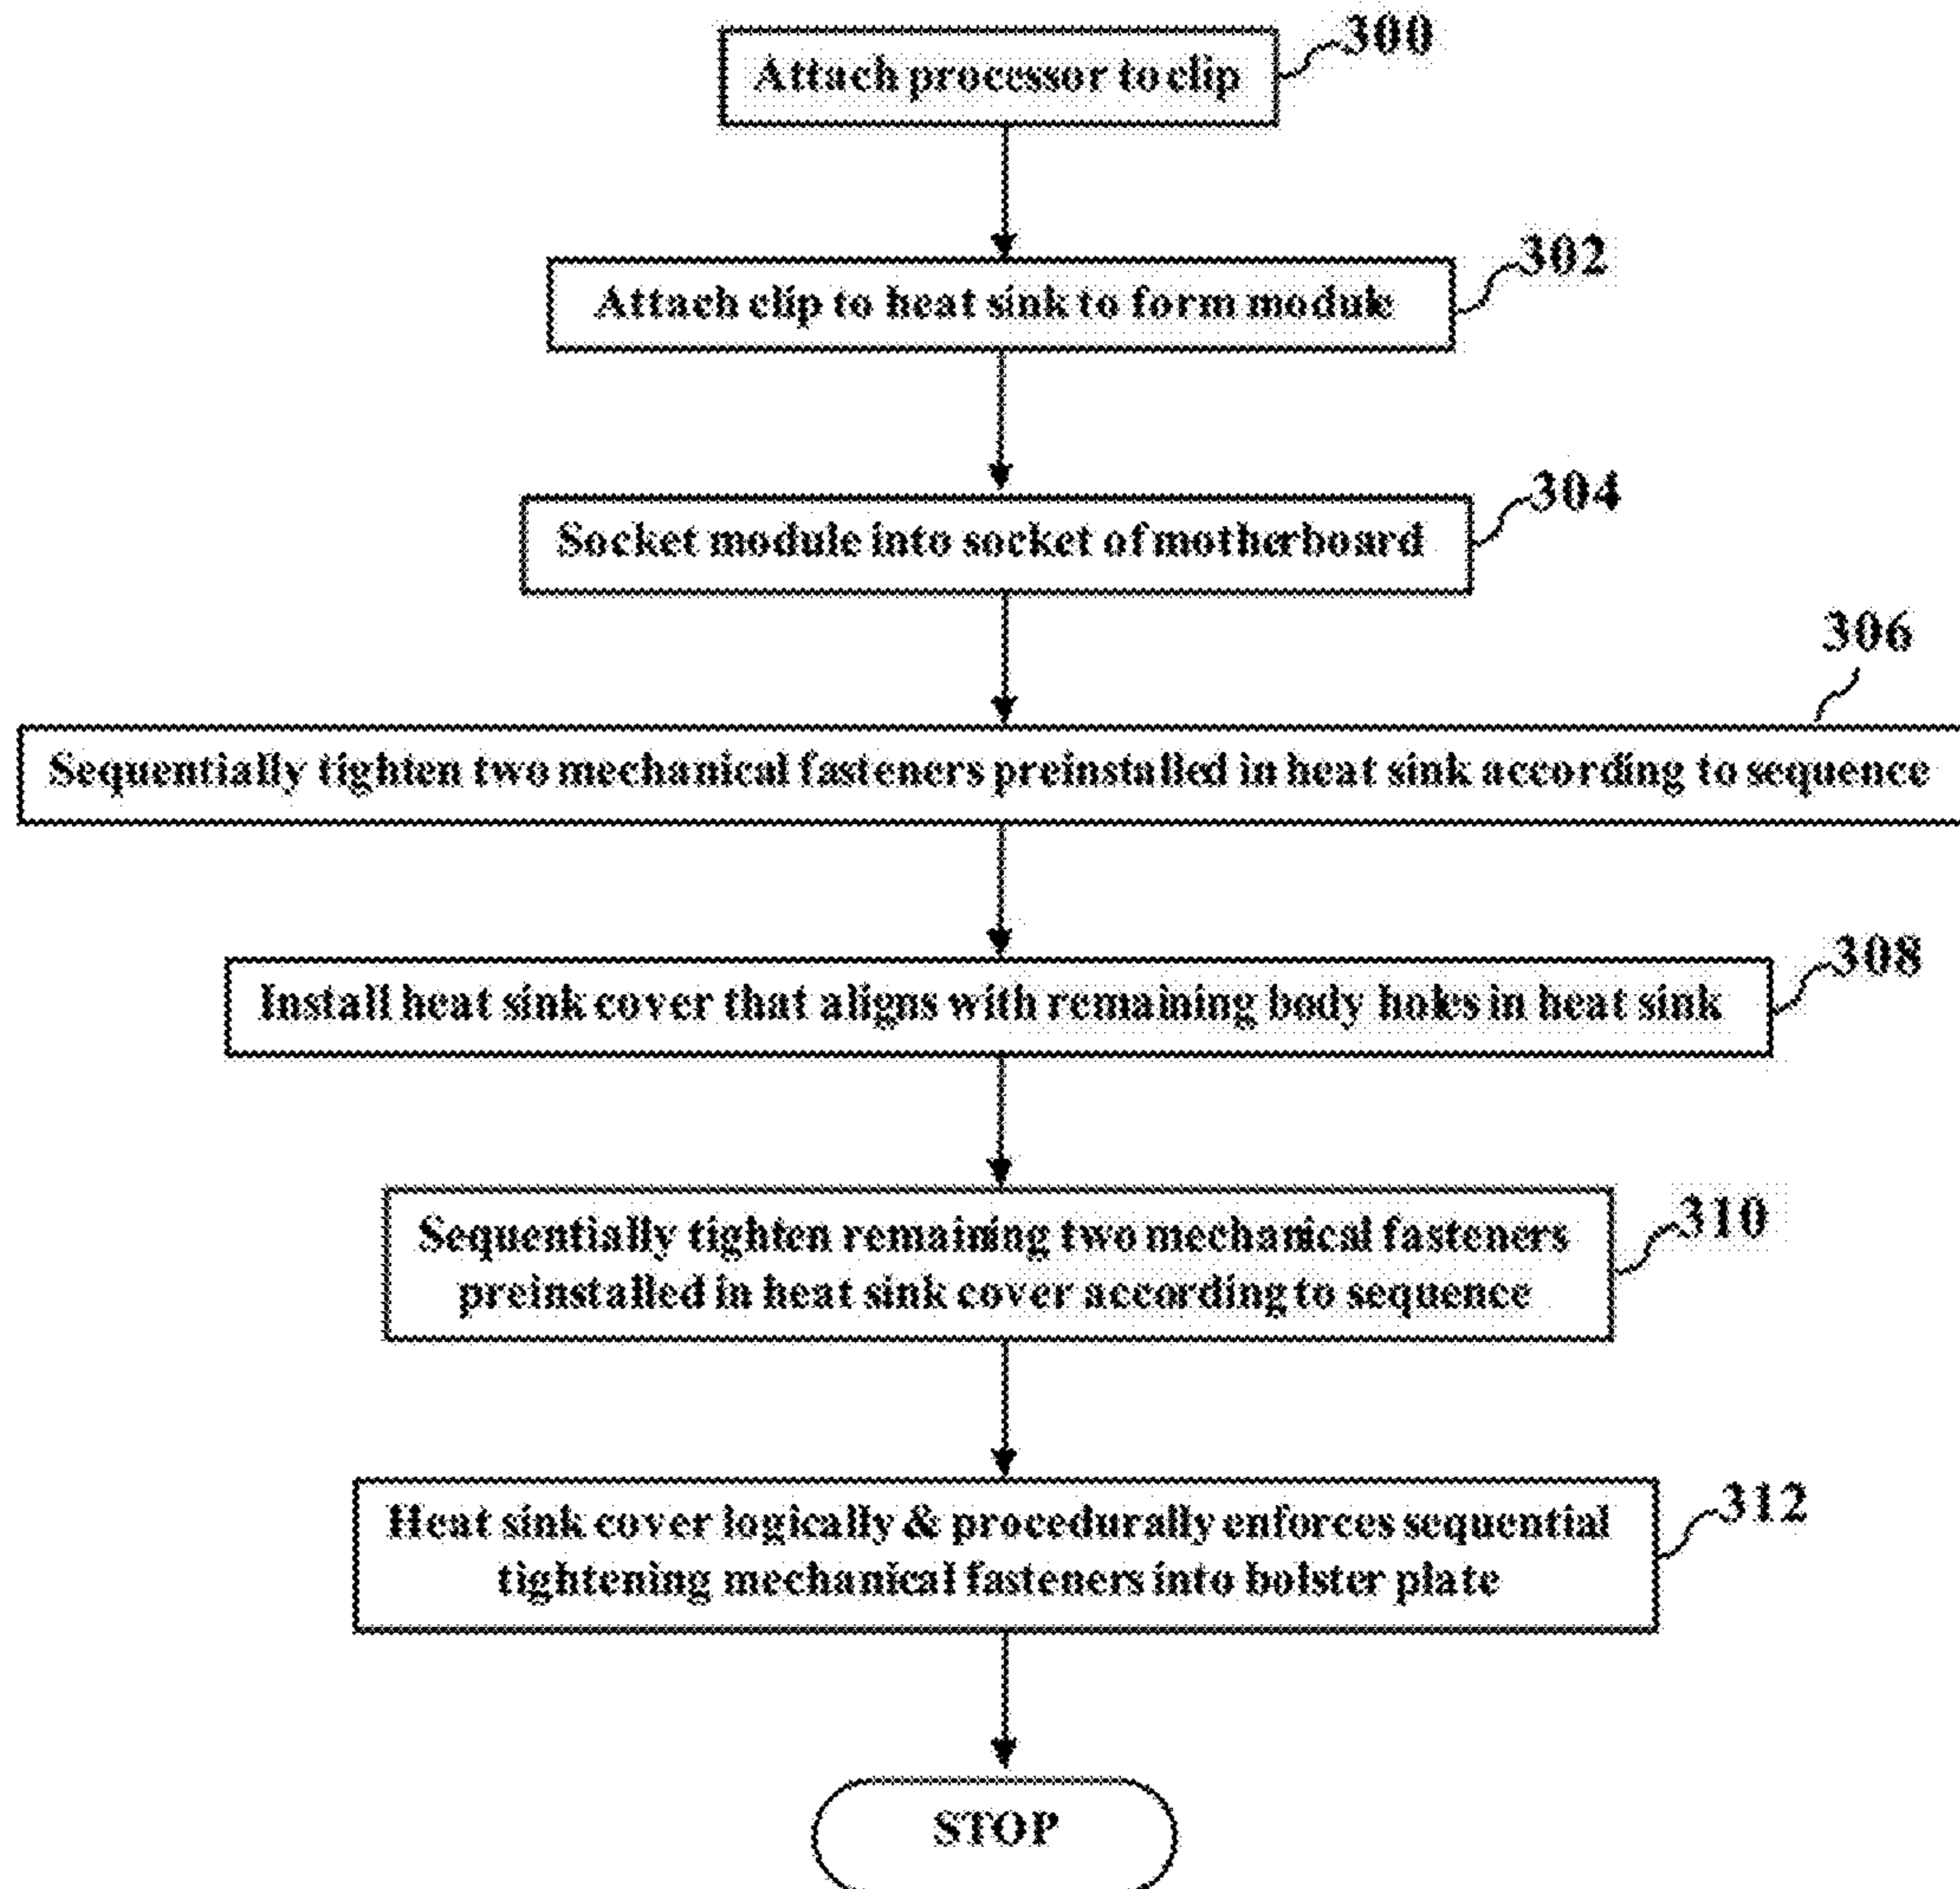 300
Attach processor to clip
302
Attach clip to heat sink to form module
304
Socket module into socket of motherboard
306
Sequentially tighten two mechanical fasteners preinstalled in heat sink according to sequence
308
Install heat sink cover that aligns with remaining body holes in heat sink
310
Sequentially tighten remaining two mechanical fasteners
preinstalled in heat sink cover according to sequence
312
Heat sink cover logically & procedurally enforces sequential
tightening mechanical fasteners into bolster plate
STOP